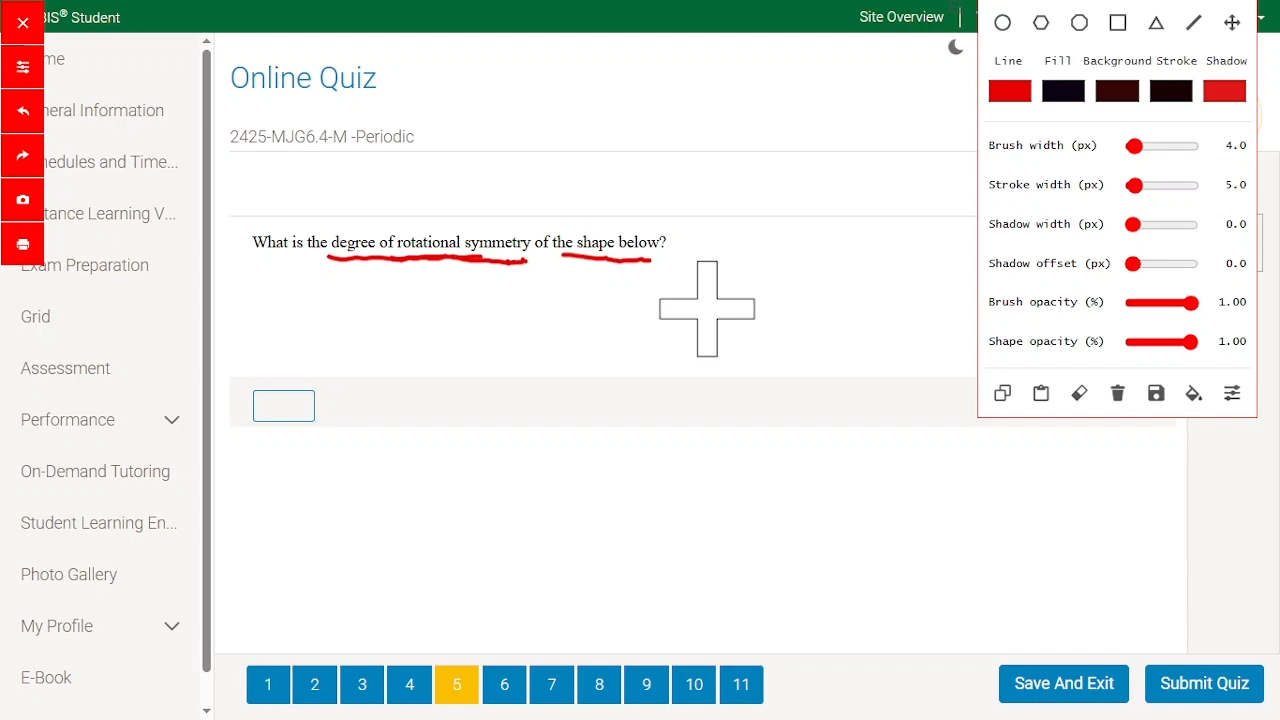 BIS® Student
Site Overview
me
neral Information
hedules and Time...
tance Learning V...
Exam Preparation
Grid
Assessment
Performance
On-Demand Tutoring
Student Learning En...
Photo Gallery
My Profile
E-Book
Online Quiz
2425-MJG6.4-M -Periodic
What is the degree of rotational symmetry of the shape below?
1 2 3 4 5 6 7 8 9 10 11
Save And Exit Submit Quiz
Line Fill Background Stroke Shadow
Brush width (px) 4.0
Stroke width (px) 5.0
Shadow width (px) 0.0
Shadow offset (px) 0.0
Brush opacity (%) 1.00
Shape opacity (%) 1.00